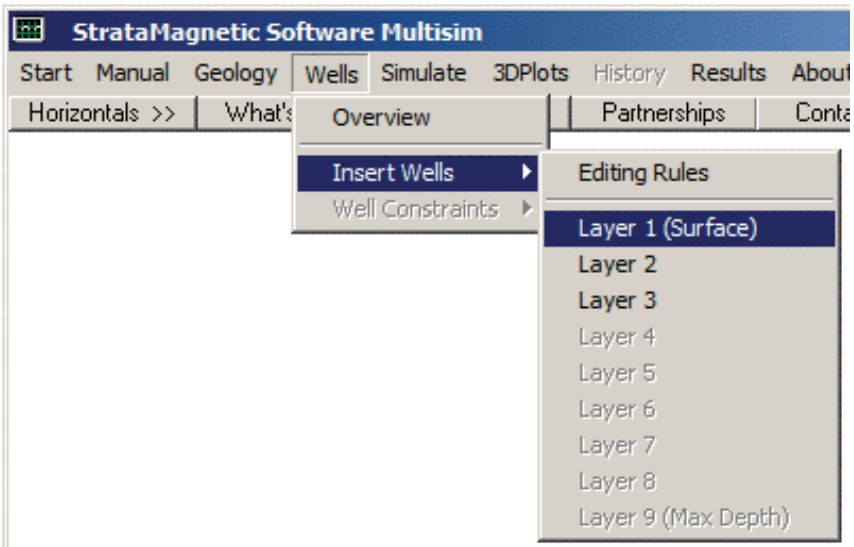 StrataMagnetic Software Multisim
Start Manual Geology Wells Simulate 3DPlots History Results About
Horizontals >> What's Partnerships
Overview
Insert Wells
Well Constraints
Editing Rules
Layer 1 (Surface)
Layer 2
Layer 3
Layer 4
Layer 5
Layer 6
Layer 7
Layer 8
Layer 9 (Max Depth)